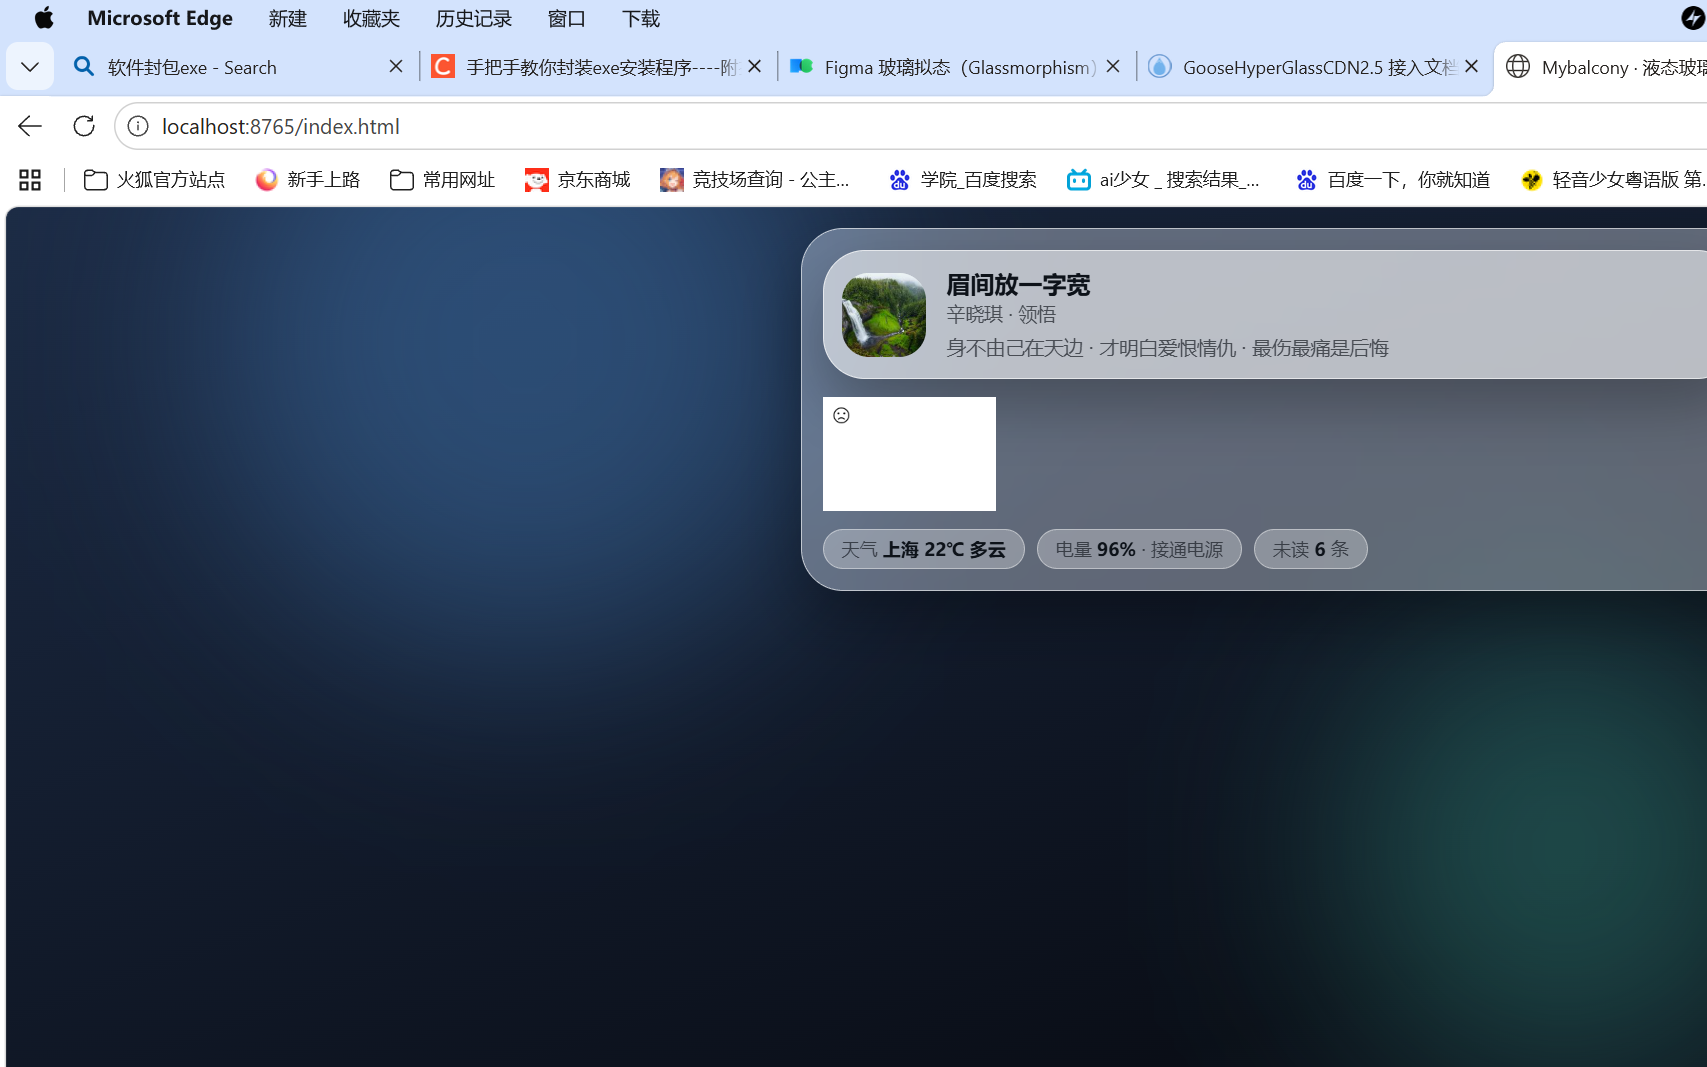 Microsoft Edge 新建 收藏夹 历史记录 窗口 下载
软件封包exe - Search 手把手教你封装exe安装程序----附 Figma 玻璃拟态（Glassmorphism） GooseHyperGlassCDN2.5 接入文档 Mybalcony · 液态玻璃
localhost:8765/index.html
火狐官方站点 新手上路 常用网址 京东商城 竞技场查询 - 公主... 学院_百度搜索 ai少女 _ 搜索结果_... 百度一下，你就知道 轻音少女粤语版 第...
眉间放一字宽
辛晓琪 · 领悟
身不由己在天边 · 才明白爱恨情仇 · 最伤最痛是后悔
天气 上海 22℃ 多云 电量 96% · 接通电源 未读 6 条